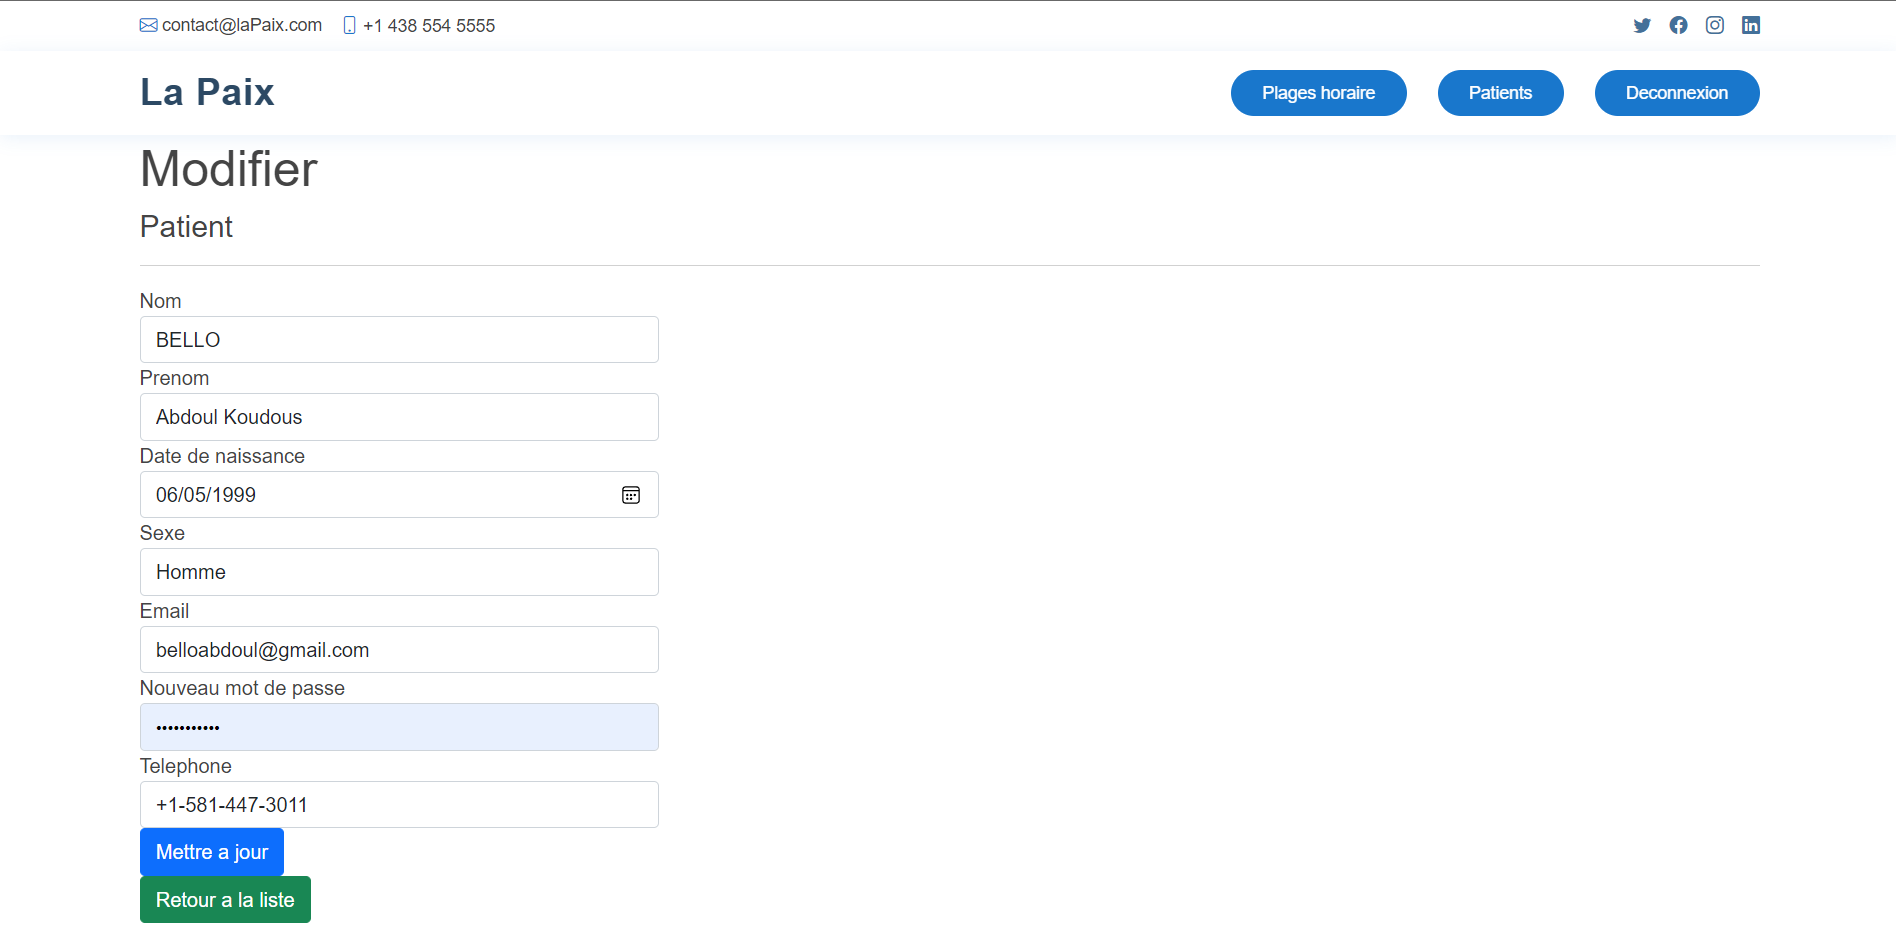 contact@laPaix.com +1 438 554 5555
La Paix Plages horaire Patients Deconnexion
Modifier
Patient
Nom
BELLO
Prenom
Abdoul Koudous
Date de naissance
06/05/1999
Sexe
Homme
Email
belloabdoul@gmail.com
Nouveau mot de passe
•••••••••••
Telephone
+1-581-447-3011
Mettre a jour
Retour a la liste